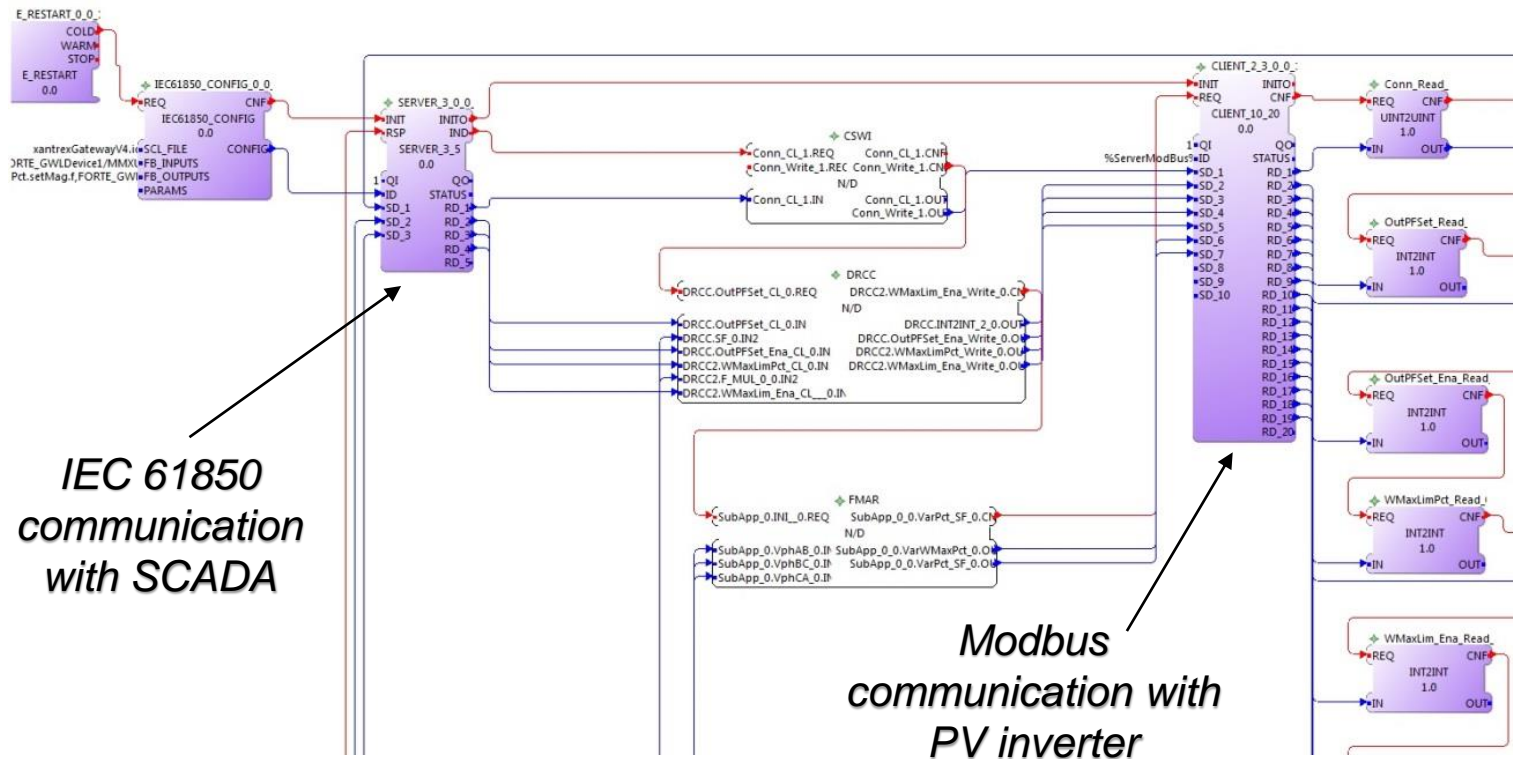 E_RESTART_0_0_
COLD
WARM
STOP
E_RESTART
0.0
IEC61850_CONFIG_0_0_
REQ CNF
IEC61850_CONFIG
0.0
xantrexGatewayV4.i SCL_FILE CONFIG
ORTE_GWLDevice1/MMXU FB_INPUTS
Pct.setMag.f,FORTE_GWI FB_OUTPUTS
PARAMS
SERVER_3_0_0
INIT INITO
RSP IND
SERVER_3_5
0.0
1 QI QO
ID STATUS
SD_1 RD_1
SD_2 RD_2
SD_3 RD_3
RD_4
RD_5
CSWI
Conn_CL_1.REQ Conn_CL_1.CNF
Conn_Write_1.REC Conn_Write_1.CN
N/D
Conn_CL_1.IN Conn_CL_1.OUT
Conn_Write_1.OU
DRCC
DRCC.OutPFSet_CL_0.REQ DRCC2.WMaxLim_Ena_Write_0.CN
N/D
DRCC.OutPFSet_CL_0.IN DRCC.INT2INT_2_0.OUT
DRCC.SF_0.IN2 DRCC.OutPFSet_Ena_Write_0.OU
DRCC.OutPFSet_Ena_CL_0.IN DRCC2.WMaxLimPct_Write_0.OU
DRCC2.WMaxLimPct_CL_0.IN DRCC2.WMaxLim_Ena_Write_0.OU
DRCC2.F_MUL_0_0.IN2
DRCC2.WMaxLim_Ena_CL___0.IN
FMAR
SubApp_0.INI__0.REQ SubApp_0_0.VarPct_SF_0.CN
N/D
SubApp_0.VphAB_0.IN SubApp_0_0.VarWMaxPct_0.OU
SubApp_0.VphBC_0.IN SubApp_0_0.VarPct_SF_0.OU
SubApp_0.VphCA_0.IN
CLIENT_2_3_0_0_
INIT INITO
REQ CNF
CLIENT_10_20
0.0
1 QI QO
%ServerModBus% ID STATUS
SD_1 RD_1
SD_2 RD_2
SD_3 RD_3
SD_4 RD_4
SD_5 RD_5
SD_6 RD_6
SD_7 RD_7
SD_8 RD_8
SD_9 RD_9
SD_10 RD_10
RD_11
RD_12
RD_13
RD_14
RD_15
RD_16
RD_17
RD_18
RD_19
RD_20
Conn_Read_
REQ CNF
UINT2UINT
1.0
IN OUT
OutPFSet_Read_
REQ CNF
INT2INT
1.0
IN OUT
OutPFSet_Ena_Read_
REQ CNF
INT2INT
1.0
IN OUT
WMaxLimPct_Read_
REQ CNF
INT2INT
1.0
IN OUT
WMaxLim_Ena_Read_
REQ CNF
INT2INT
1.0
IN OUT
IEC 61850
communication
with SCADA
Modbus
communication with
PV inverter